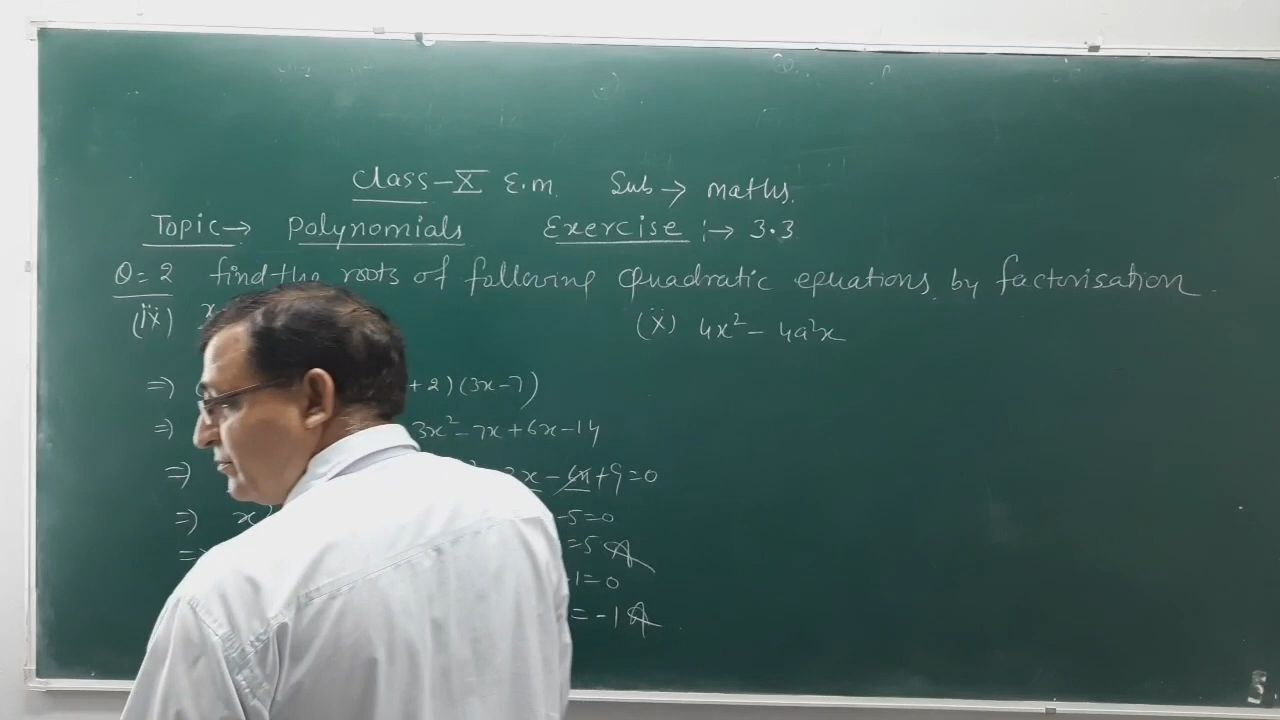 Class-X E.m. Sub → maths.
Topic → Polynomials Exercise :→ 3.3
Q=2 find the roots of following quadratic equations by factorisation
(ix) x
(x) 4x² - 4a²x
=> + 2) (3x-7)
=> 3x² - 7x + 6x - 14
=> 3x - 6x + 9 = 0
=> x² -5=0
=> =5 A
-1=0
= -1 A